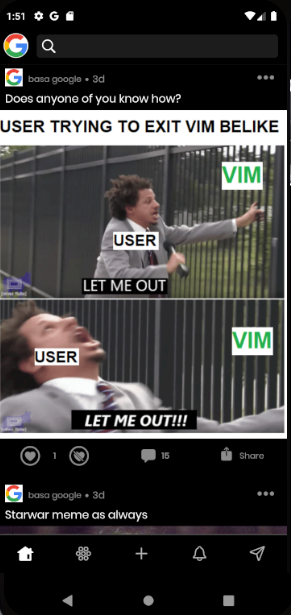 1:51 G
basa google • 3d
Does anyone of you know how?
USER TRYING TO EXIT VIM BELIKE
VIM
USER
LET ME OUT
VIM
USER
LET ME OUT!!!
1
15
Share
basa google • 3d
Starwar meme as always